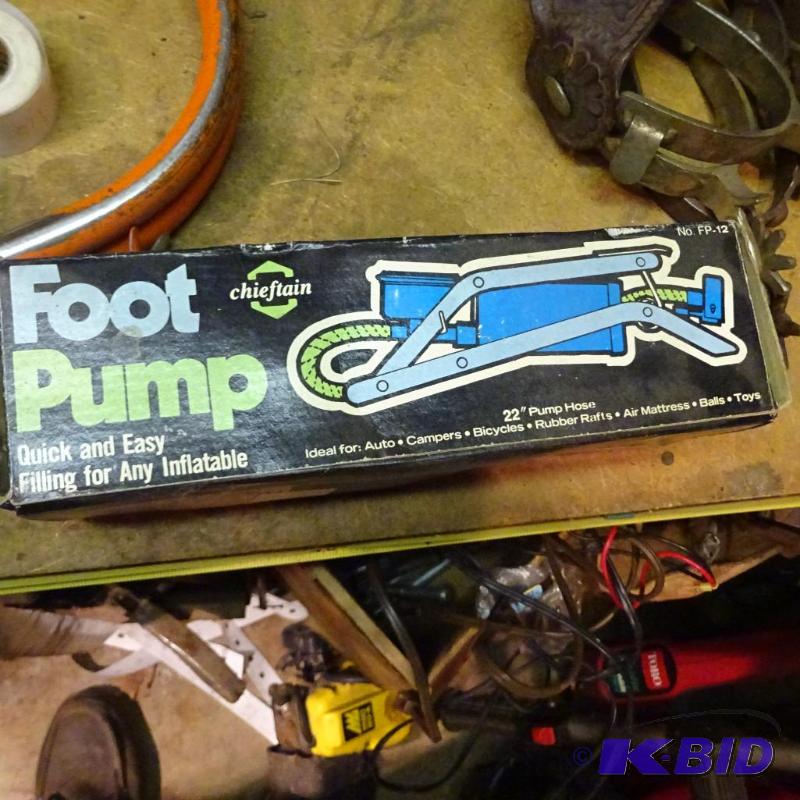 No. FP-12
Foot
Pump
chieftain
Quick and Easy
Filling for Any Inflatable
22" Pump Hose
Ideal for: Auto • Campers • Bicycles • Rubber Rafts • Air Mattress • Balls • Toys
TORO
© K-BID